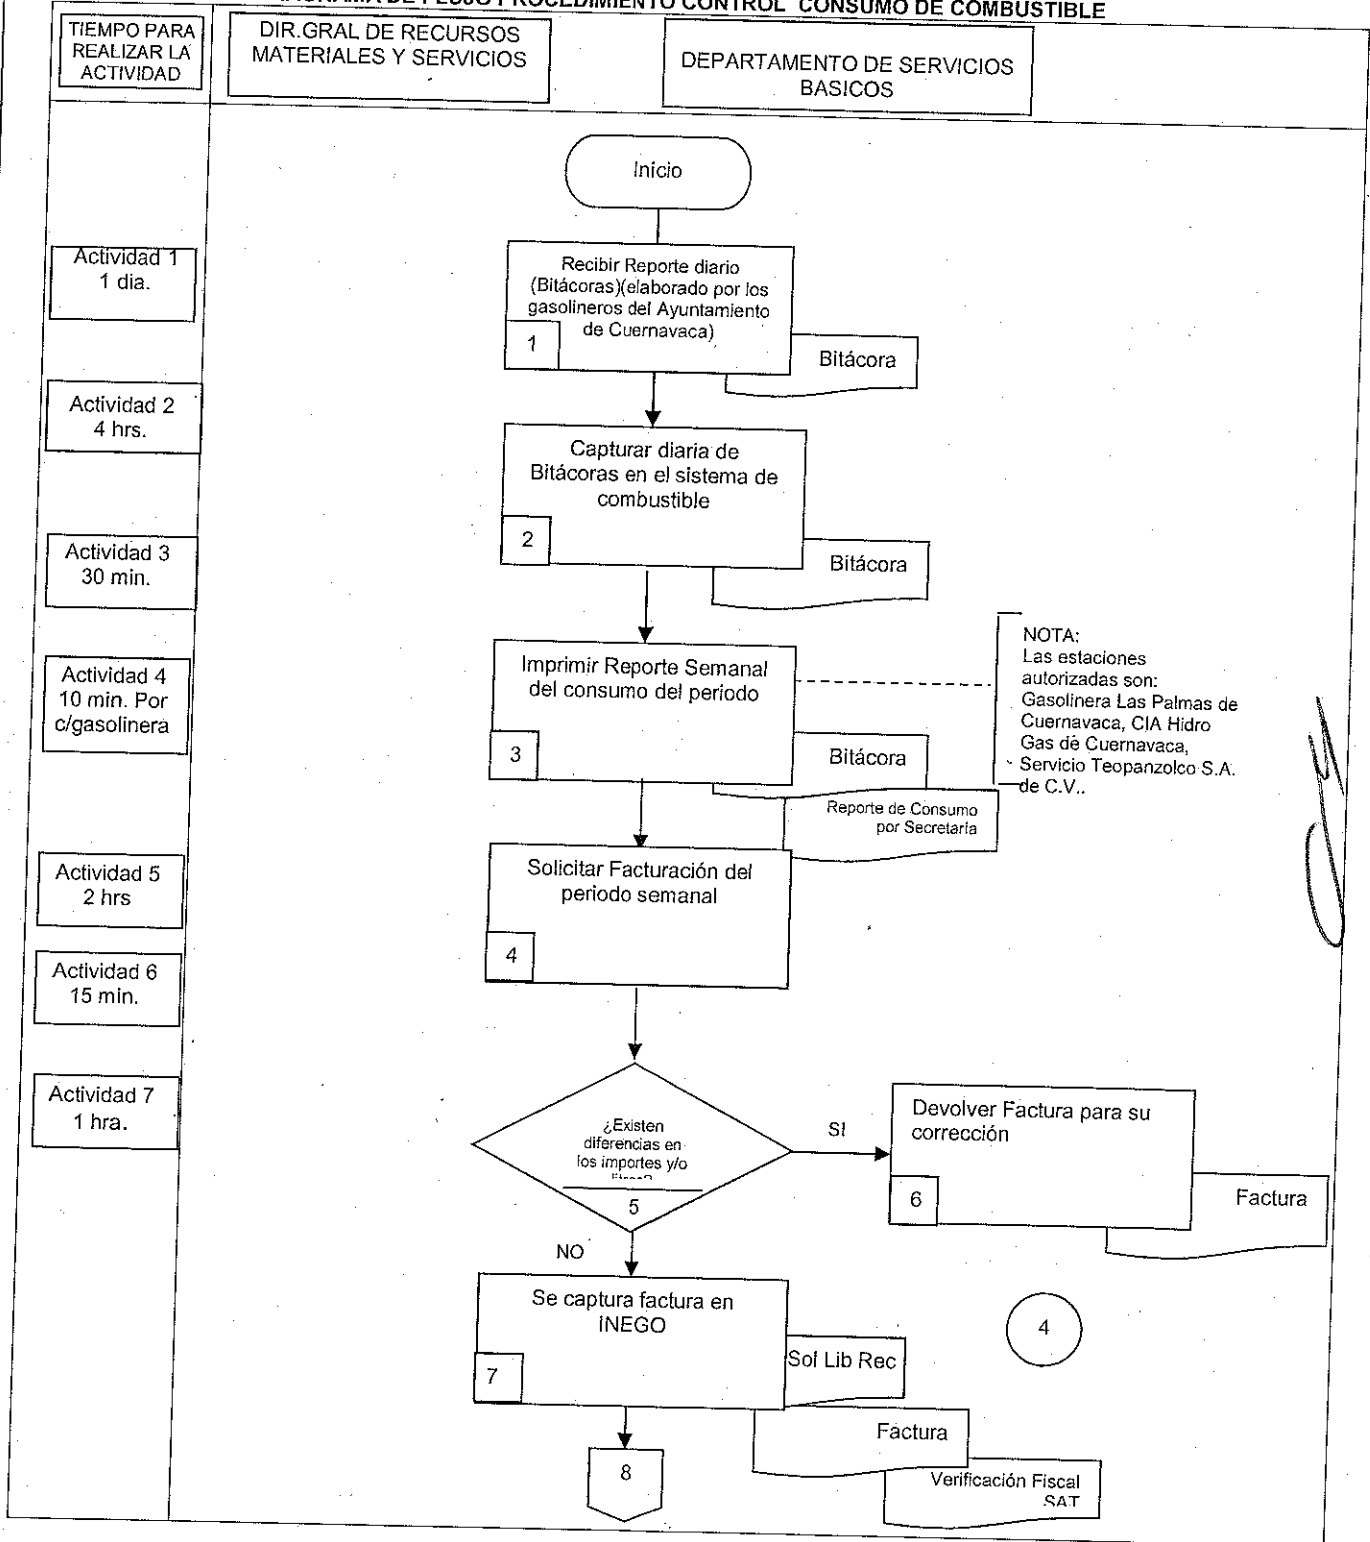 DE FLUJO PROCEDIMIENTO CONTROL CONSUMO DE COMBUSTIBLE
TIEMPO PARA
REALIZAR LA
ACTIVIDAD
DIR.GRAL DE RECURSOS
MATERIALES Y SERVICIOS
DEPARTAMENTO DE SERVICIOS
BASICOS
Inicio
Actividad 1
1 dia.
Recibir Reporte diario
(Bitácoras)(elaborado por los
gasolineros del Ayuntamiento
de Cuernavaca)
1
Bitácora
Actividad 2
4 hrs.
Capturar diaria de
Bitácoras en el sistema de
combustible
2
Bitácora
Actividad 3
30 min.
Imprimir Reporte Semanal
del consumo del periodo
3
Bitácora
Reporte de Consumo
por Secretaría
NOTA:
Las estaciones
autorizadas son:
Gasolinera Las Palmas de
Cuernavaca, CIA Hidro
Gas de Cuernavaca,
Servicio Teopanzolco S.A.
de C.V..
Actividad 4
10 min. Por
c/gasolinera
Solicitar Facturación del
periodo semanal
4
Actividad 5
2 hrs
Actividad 6
15 min.
Actividad 7
1 hra.
¿Existen
diferencias en
los importes y/o
5
SI
Devolver Factura para su
corrección
6
Factura
NO
Se captura factura en
INEGO
7
Sol Lib Rec
4
Factura
Verificación Fiscal
SAT
8